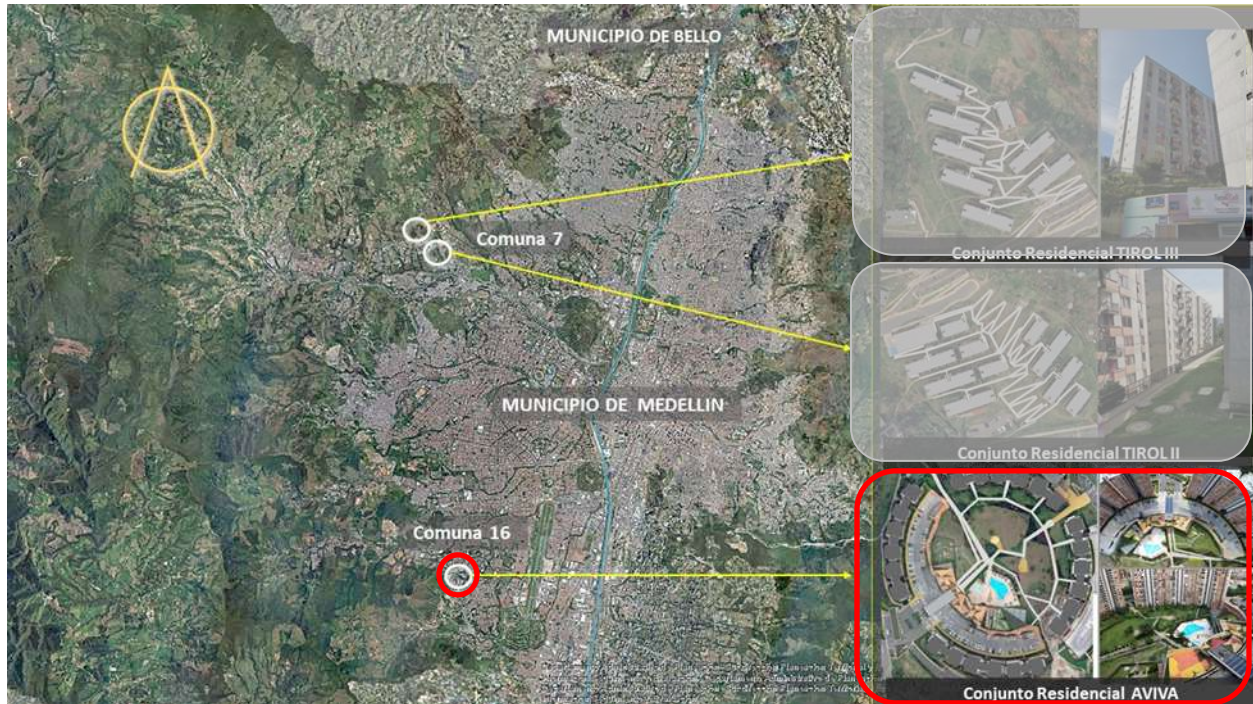 MUNICIPIO DE BELLO
Comuna 7
Conjunto Residencial TIROL III
Conjunto Residencial TIROL II
MUNICIPIO DE MEDELLIN
Comuna 16
Conjunto Residencial AVIVA